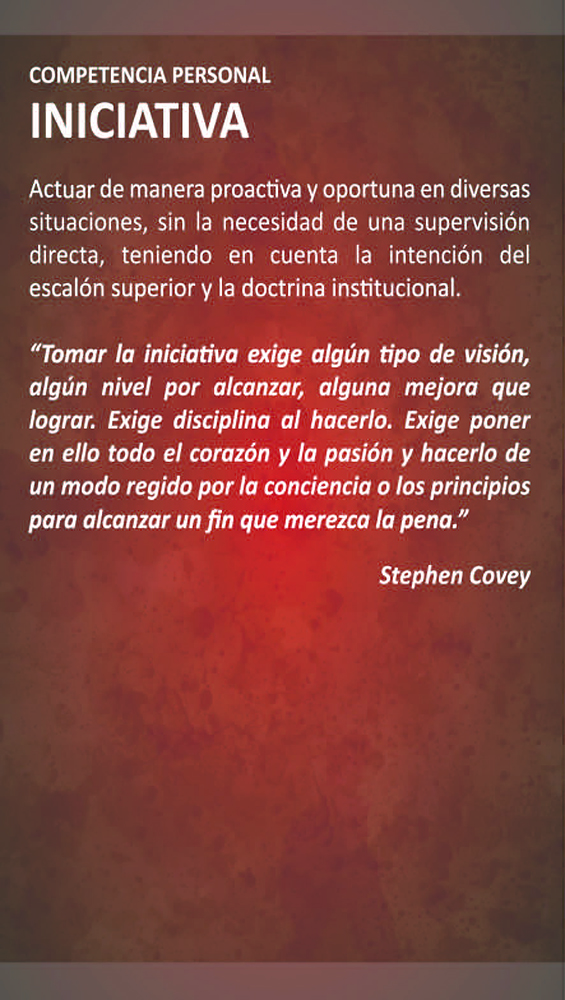 COMPETENCIA PERSONAL
INICIATIVA
Actuar de manera proactiva y oportuna en diversas
situaciones, sin la necesidad de una supervisión
directa, teniendo en cuenta la intención del
escalón superior y la doctrina institucional.
“Tomar la iniciativa exige algún tipo de visión,
algún nivel por alcanzar, alguna mejora que
lograr. Exige disciplina al hacerlo. Exige poner
en ello todo el corazón y la pasión y hacerlo de
un modo regido por la conciencia o los principios
para alcanzar un fin que merezca la pena.”
Stephen Covey